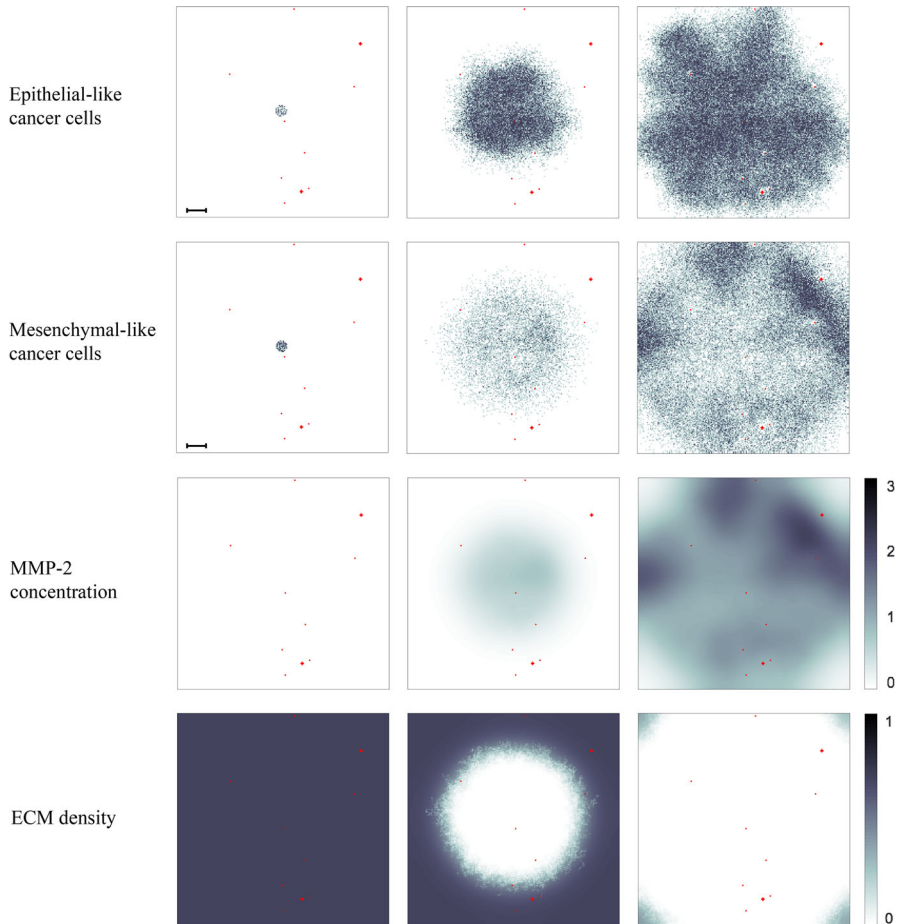 Epithelial-like
cancer cells
Mesenchymal-like
cancer cells
MMP-2
concentration
3
2
1
0
ECM density
1
0